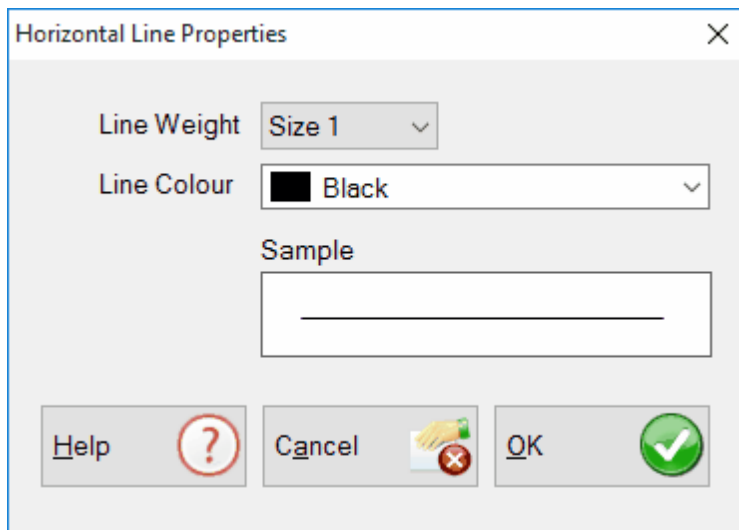 Horizontal Line Properties
Line Weight Size 1
Line Colour Black
Sample
Help ? Cancel OK